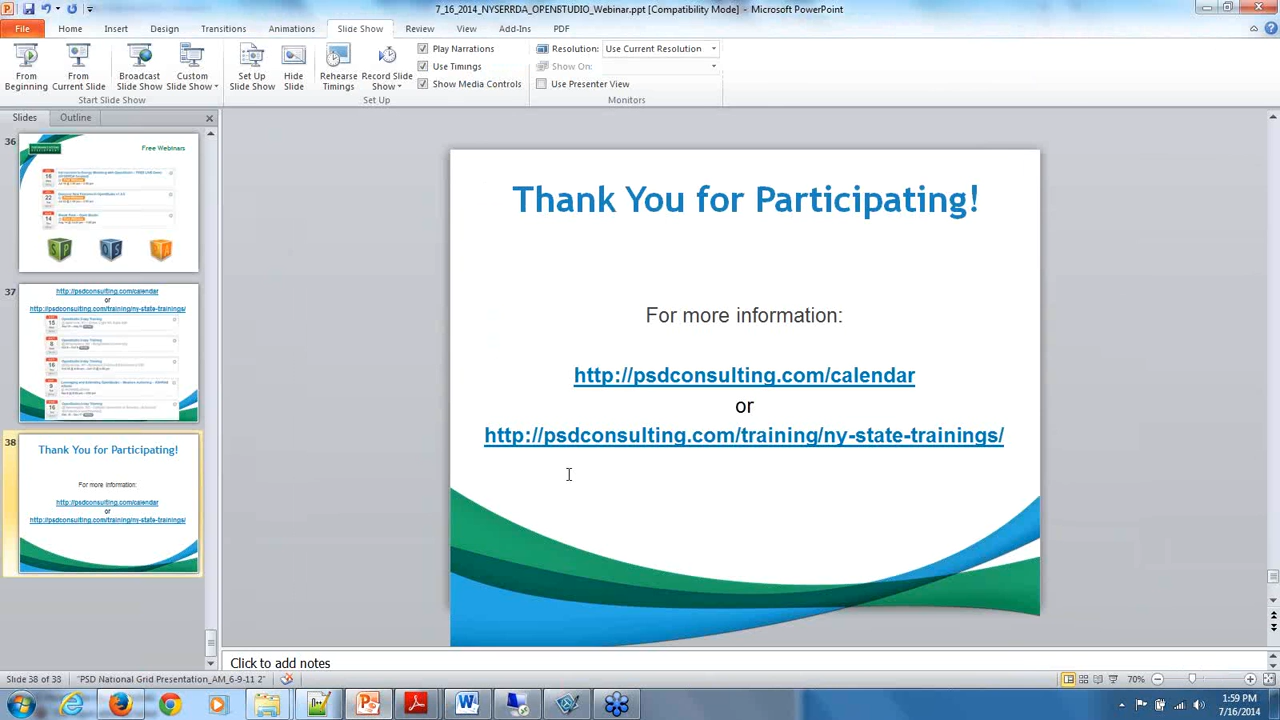 7_16_2014_NYSERRDA_OPENSTUDIO_Webinar.ppt [Compatibility Mode] - Microsoft PowerPoint
File Home Insert Design Transitions Animations Slide Show Review View Add-Ins PDF
From Beginning
From Current Slide
Broadcast Slide Show
Custom Slide Show
Start Slide Show
Set Up Slide Show
Hide Slide
Rehearse Timings
Record Slide Show
Play Narrations
Use Timings
Show Media Controls
Set Up
Resolution: Use Current Resolution
Show On:
Use Presenter View
Monitors
Slides Outline
36
Free Webinars
37
http://psdconsulting.com/calendar
or
http://psdconsulting.com/training/ny-state-trainings/
38
Thank You for Participating!
For more information:
http://psdconsulting.com/calendar
or
http://psdconsulting.com/training/ny-state-trainings/
Thank You for Participating!
For more information:
http://psdconsulting.com/calendar
or
http://psdconsulting.com/training/ny-state-trainings/
Click to add notes
Slide 38 of 38 "PSD National Grid Presentation_AM_6-9-11 2" 70%
1:59 PM
7/16/2014